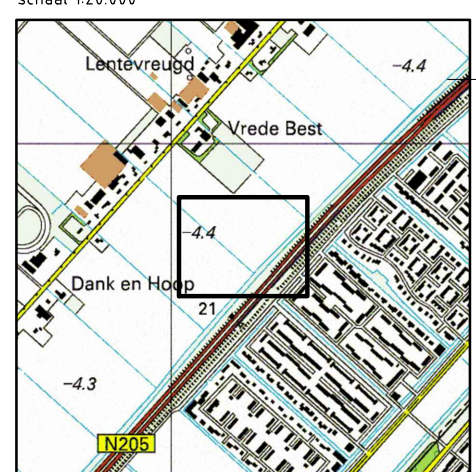 Schaal 1:20.000
Lentevreugd
-4.4
Vrede Best
-4.4
Dank en Hoop
21
-4.3
N205